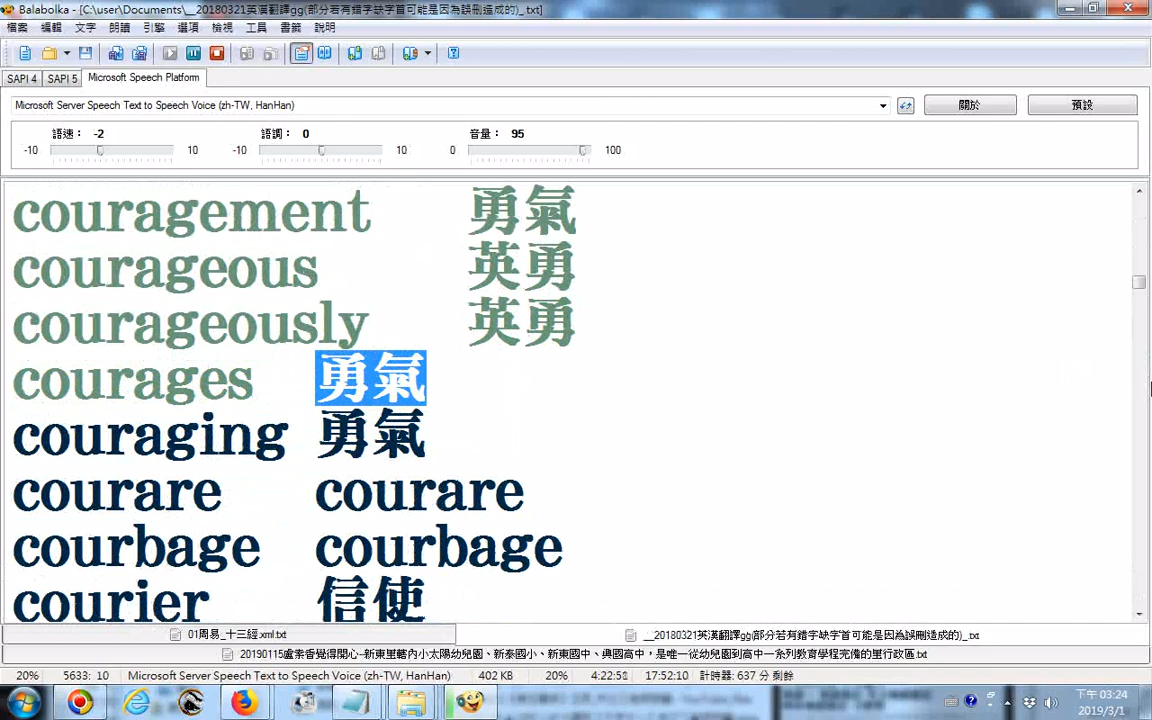 Balabolka - [C:\user\Documents\__20180321英漢翻譯gg(部分若有錯字缺字首可能是因為誤刪造成的)_.txt]
檔案 編輯 文字 朗讀 引擎 選項 檢視 工具 書籤 說明
SAPI 4 SAPI 5 Microsoft Speech Platform
Microsoft Server Speech Text to Speech Voice (zh-TW, HanHan) 關於 預設
語速： -2 語調： 0 音量： 95
-10 10 -10 10 0 100
couragement 勇氣
courageous 英勇
courageously 英勇
courages 勇氣
couraging 勇氣
courare courare
courbage courbage
courier 信使
01周易_十三經.xml.txt __20180321英漢翻譯gg(部分若有錯字缺字首可能是因為誤刪造成的)_.txt
20190115盧素香覺得開心~新東里轄內小太陽幼兒園、新泰國小、新東國中、典國高中，是唯一從幼兒園到高中一系列教育學程完備的里行政區.txt
20% 5633: 10 Microsoft Server Speech Text to Speech Voice (zh-TW, HanHan) 402 KB 20% 4:22:51 17:52:10 計時器: 637 分 剩餘
下午 03:24
2019/3/1